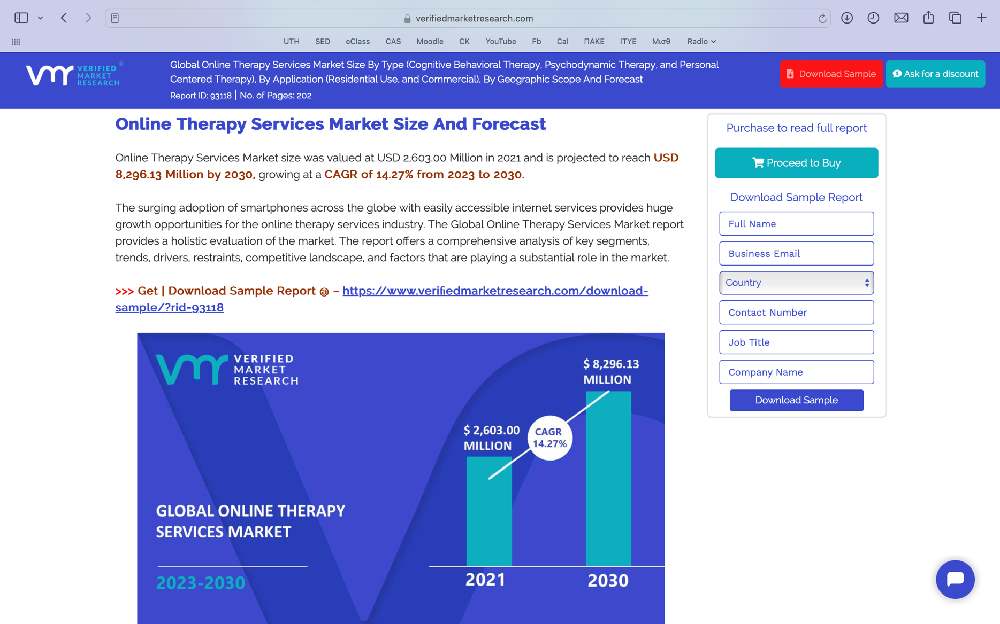 verifiedmarketresearch.com
UTH SED eClass CAS Moodle CK YouTube Fb Cal ΠΑΚΕ ITYE Μισθ Radio
VERIFIED ®
MARKET
RESEARCH
Global Online Therapy Services Market Size By Type (Cognitive Behavioral Therapy, Psychodynamic Therapy, and Personal
Centered Therapy), By Application (Residential Use, and Commercial), By Geographic Scope And Forecast
Report ID: 93118 | No. of Pages: 202
Download Sample
Ask for a discount
Online Therapy Services Market Size And Forecast
Online Therapy Services Market size was valued at USD 2,603.00 Million in 2021 and is projected to reach USD
8,296.13 Million by 2030, growing at a CAGR of 14.27% from 2023 to 2030.
The surging adoption of smartphones across the globe with easily accessible internet services provides huge
growth opportunities for the online therapy services industry. The Global Online Therapy Services Market report
provides a holistic evaluation of the market. The report offers a comprehensive analysis of key segments,
trends, drivers, restraints, competitive landscape, and factors that are playing a substantial role in the market.
>>> Get | Download Sample Report @ – https://www.verifiedmarketresearch.com/download-
sample/?rid=93118
vmr VERIFIED
MARKET
RESEARCH
$ 8,296.13
MILLION
$ 2,603.00
MILLION
CAGR
14.27%
GLOBAL ONLINE THERAPY
SERVICES MARKET
2023-2030
2021
2030
Purchase to read full report
Proceed to Buy
Download Sample Report
Full Name
Business Email
Country
Contact Number
Job Title
Company Name
Download Sample